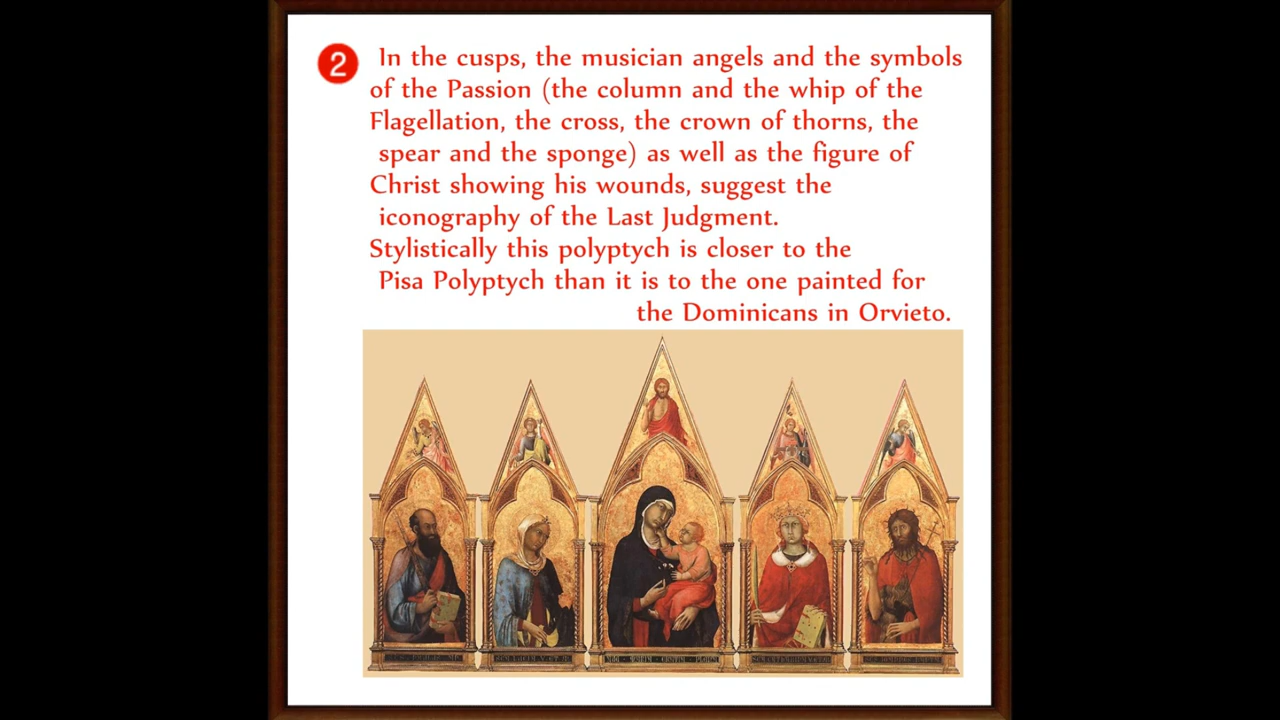 2 In the cusps, the musician angels and the symbols
of the Passion (the column and the whip of the
Flagellation, the cross, the crown of thorns, the
spear and the sponge) as well as the figure of
Christ showing his wounds, suggest the
iconography of the Last Judgment.
Stylistically this polyptych is closer to the
Pisa Polyptych than it is to the one painted for
the Dominicans in Orvieto.